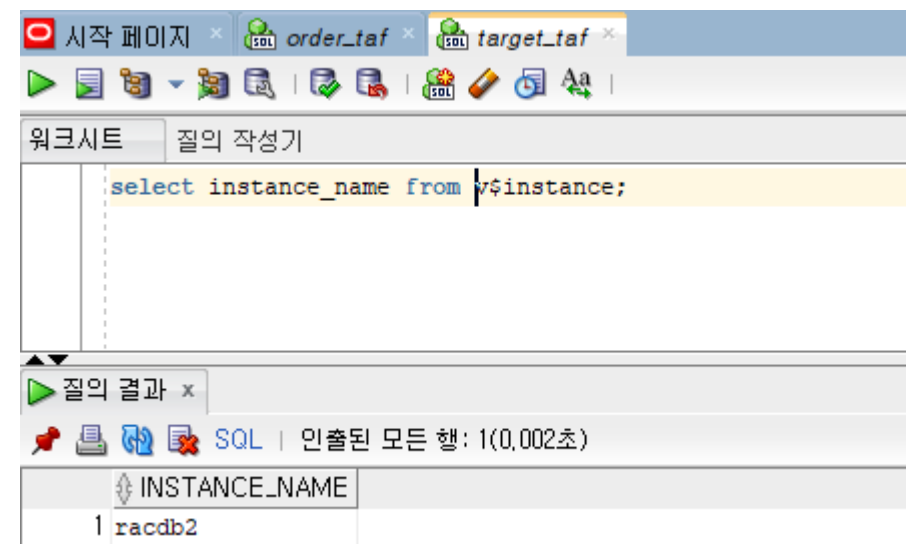 시작 페이지 × order_taf × target_taf ×
워크시트 질의 작성기
select instance_name from v$instance;
질의 결과 x
SQL | 인출된 모든 행: 1(0,002초)
INSTANCE_NAME
1 racdb2